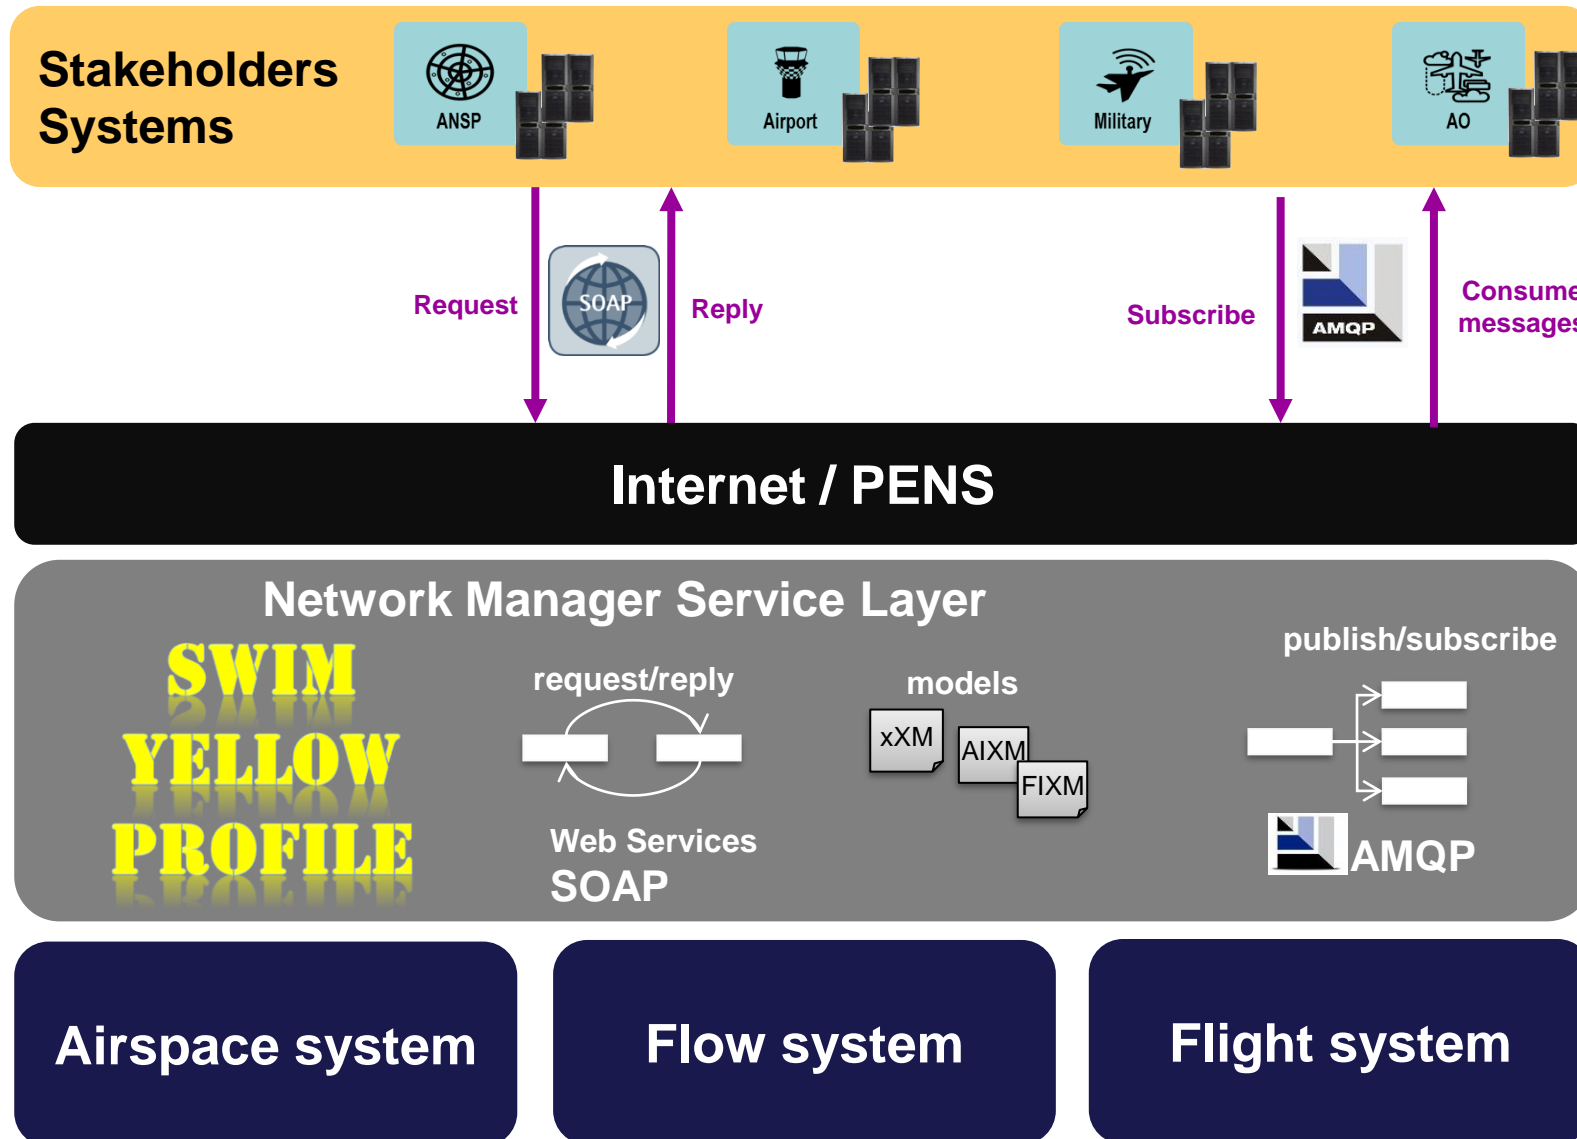 Stakeholders
Systems
ANSP
Airport
Military
AO
Request
SOAP
Reply
Subscribe
AMQP
Consume
messages
Internet / PENS
Network Manager Service Layer
SWIM
YELLOW
PROFILE
request/reply
Web Services
SOAP
models
xXM
AIXM
FIXM
publish/subscribe
AMQP
Airspace system
Flow system
Flight system